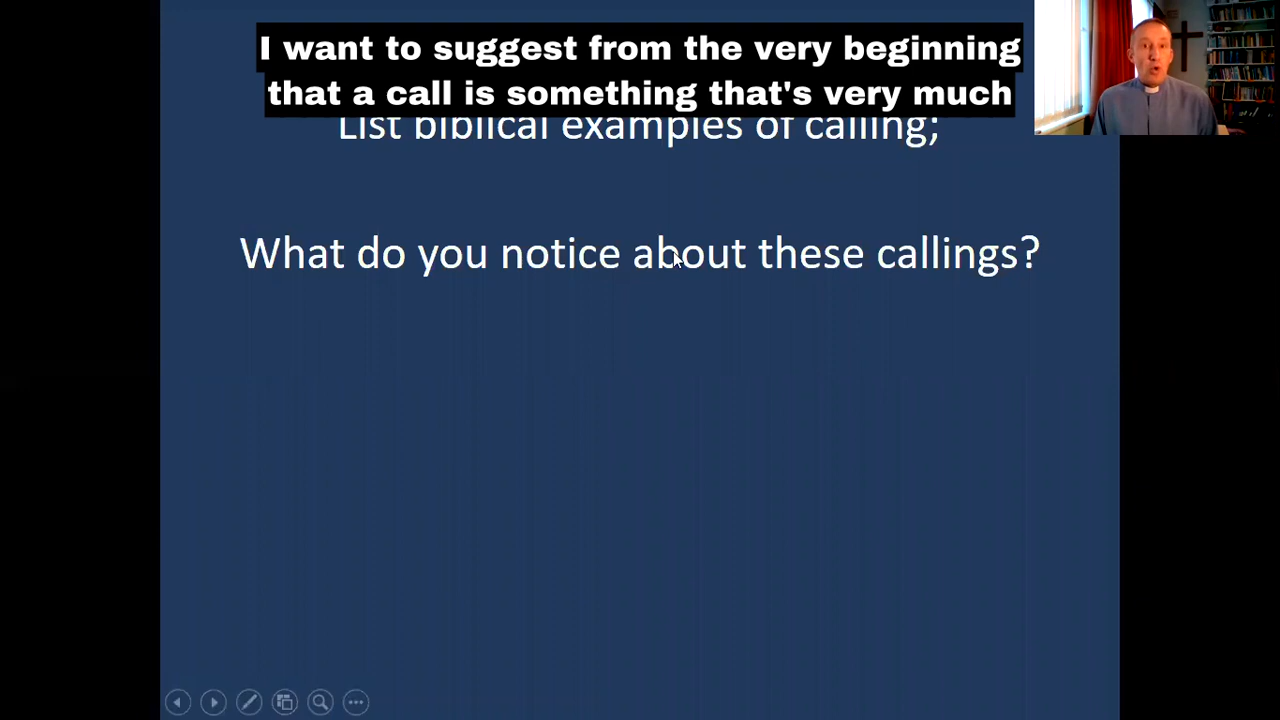 I want to suggest from the very beginning
that a call is something that's very much
List biblical examples of calling;
What do you notice about these callings?